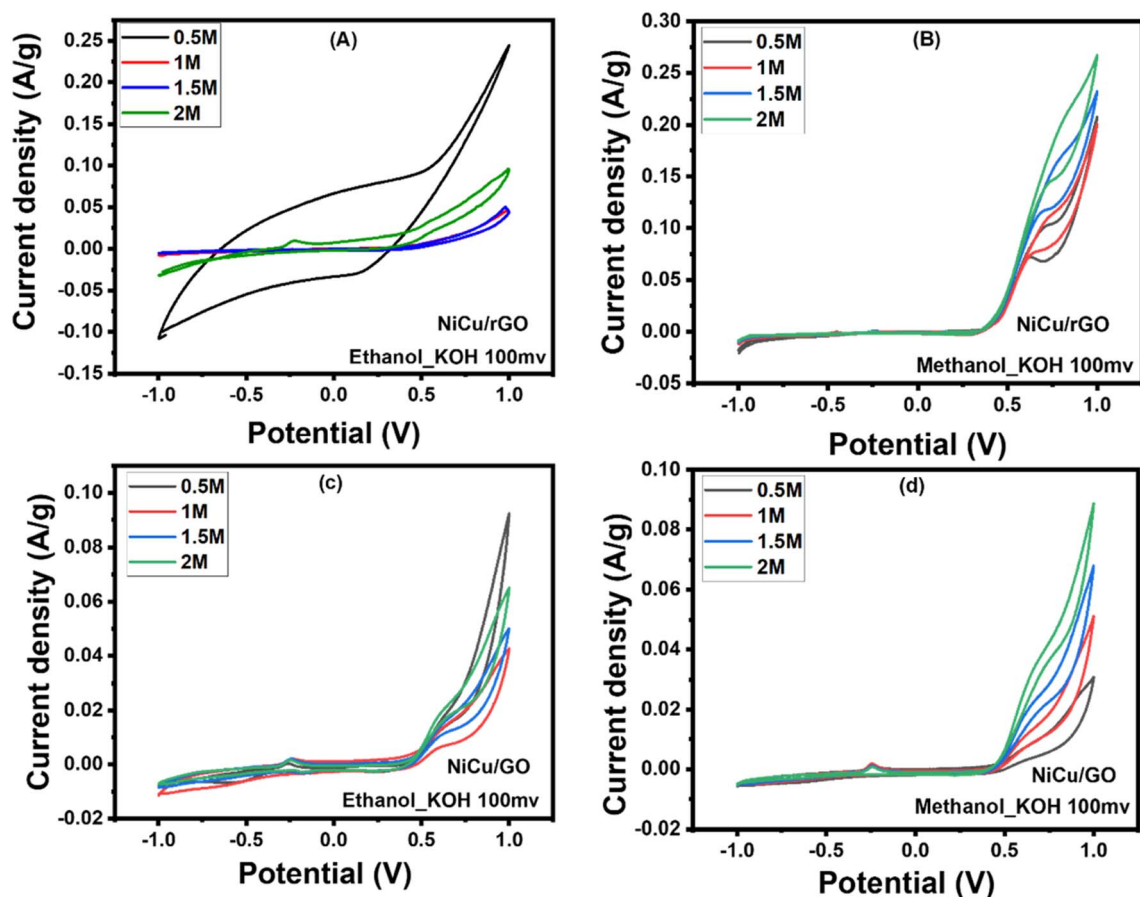 (A)
0.5M
1M
1.5M
2M
0.25
0.20
0.15
0.10
0.05
0.00
-0.05
-0.10
-0.15
Current density (A/g)
NiCu/rGO
Ethanol_KOH 100mv
-1.0 -0.5 0.0 0.5 1.0
Potential (V)
(B)
0.5M
1M
1.5M
2M
0.30
0.25
0.20
0.15
0.10
0.05
0.00
-0.05
Current density (A/g)
NiCu/rGO
Methanol_KOH 100mv
-1.0 -0.5 0.0 0.5 1.0
Potential (V)
(c)
0.5M
1M
1.5M
2M
0.10
0.08
0.06
0.04
0.02
0.00
-0.02
Current density (A/g)
NiCu/GO
Ethanol_KOH 100mv
-1.0 -0.5 0.0 0.5 1.0
Potential (V)
(d)
0.5M
1M
1.5M
2M
0.10
0.08
0.06
0.04
0.02
0.00
-0.02
Current density (A/g)
NiCu/GO
Methanol_KOH 100mv
-1.0 -0.5 0.0 0.5 1.0
Potential (V)